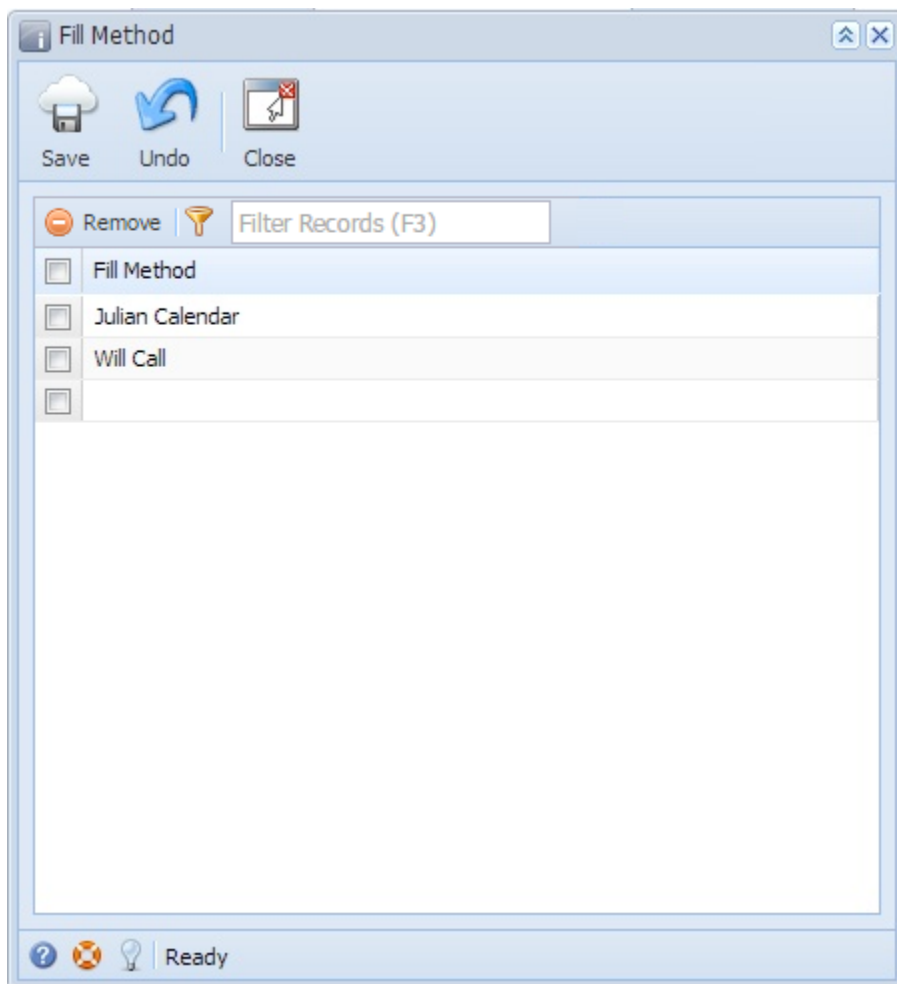 Fill Method
Save Undo Close
Remove Filter Records (F3)
Fill Method
Julian Calendar
Will Call
Ready